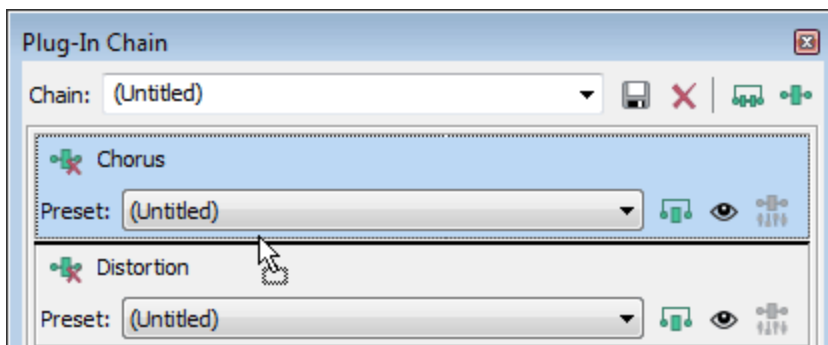 Plug-In Chain
Chain: (Untitled)
Chorus
Preset: (Untitled)
Distortion
Preset: (Untitled)